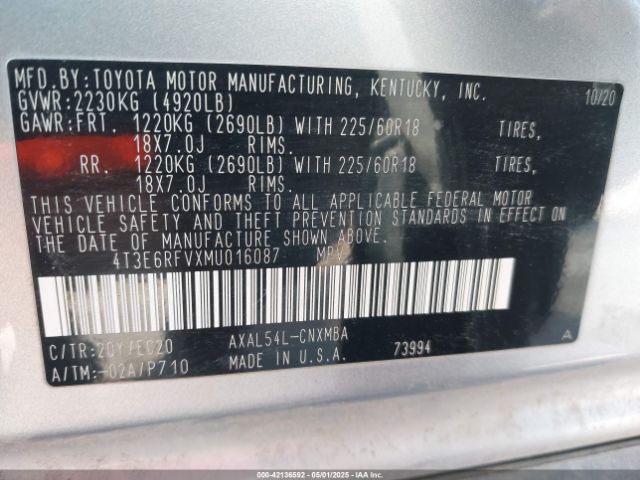 MFD.BY:TOYOTA MOTOR MANUFACTURING, KENTUCKY, INC. 10/20
GVWR:2230KG (4920LB)
GAWR:FRT. 1220KG (2690LB) WITH 225/60R18 TIRES,
18X7.0J RIMS.
RR. 1220KG (2690LB) WITH 225/60R18 TIRES,
18X7.0J RIMS.
THIS VEHICLE CONFORMS TO ALL APPLICABLE FEDERAL MOTOR
VEHICLE SAFETY AND THEFT PREVENTION STANDARDS IN EFFECT ON
THE DATE OF MANUFACTURE SHOWN ABOVE.
4T3E6RFVXMU016087 MPV
C/TR:2CY/EC20 AXAL54L-CNXMBA A
A/TM:-02A/P710 MADE IN U.S.A. 73994
000-42136592 - 05/01/2025 - IAAI.COM